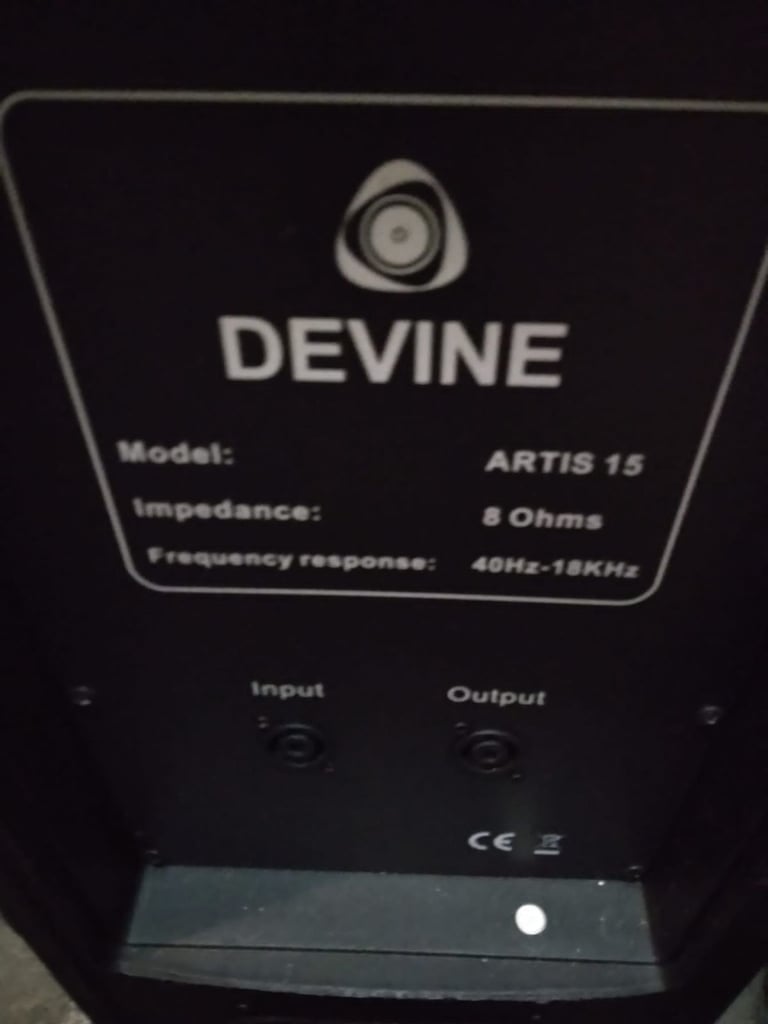 DEVINE
Model: ARTIS 15
Impedance: 8 Ohms
Frequency response: 40Hz-18KHz
Input Output
CE